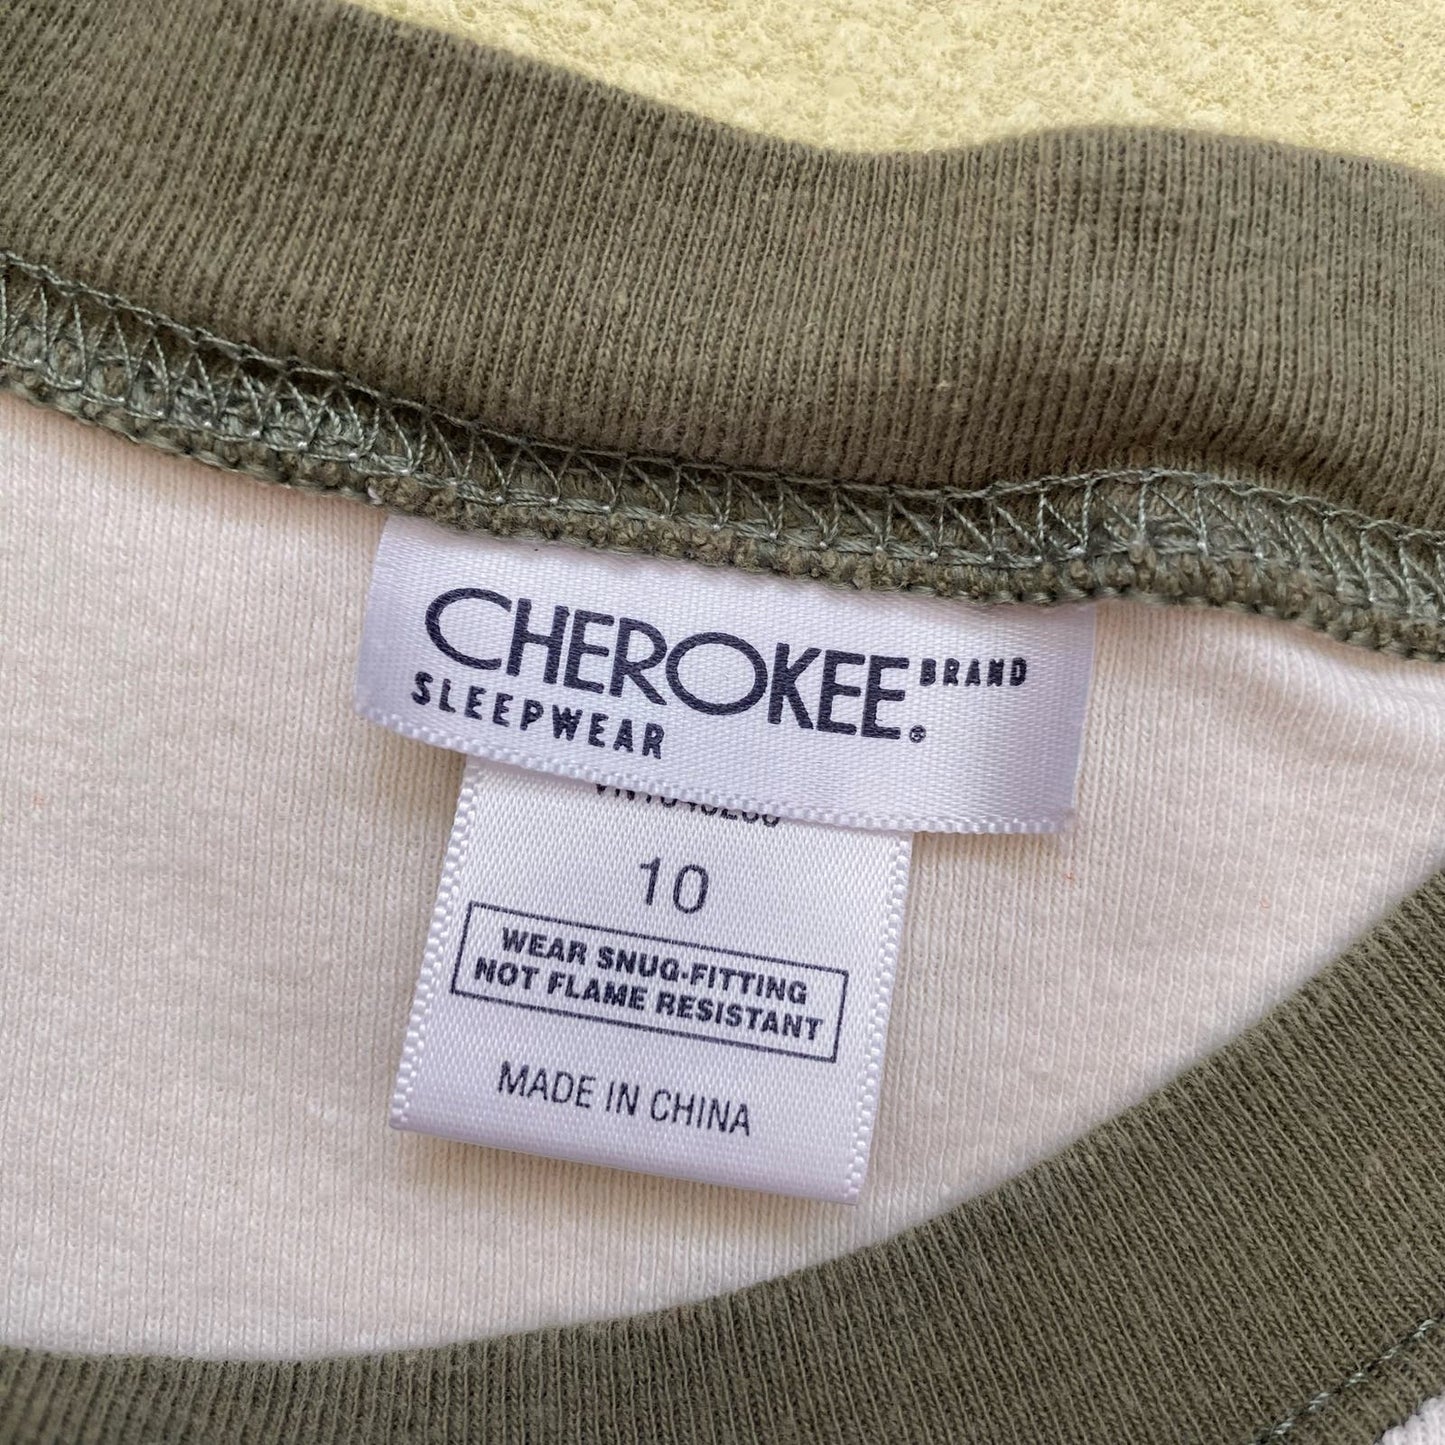 CHEROKEE. BRAND
SLEEPWEAR
10
WEAR SNUG-FITTING
NOT FLAME RESISTANT
MADE IN CHINA